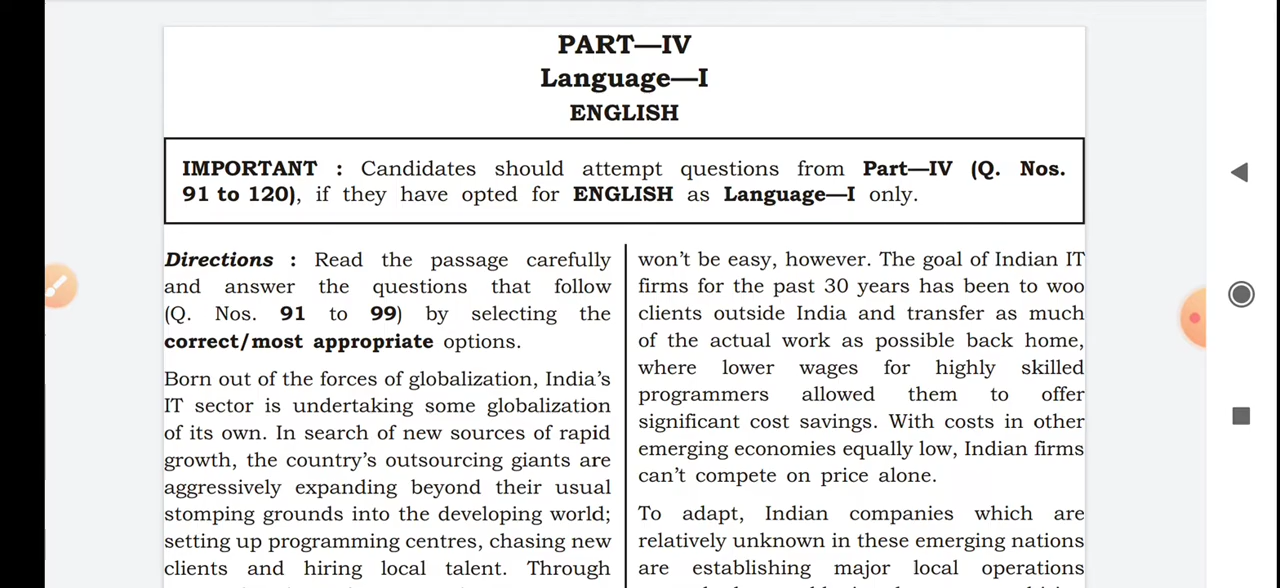 PART—IV
Language—I
ENGLISH
IMPORTANT : Candidates should attempt questions from Part—IV (Q. Nos.
91 to 120), if they have opted for ENGLISH as Language—I only.
Directions : Read the passage carefully
and answer the questions that follow
(Q. Nos. 91 to 99) by selecting the
correct/most appropriate options.
Born out of the forces of globalization, India’s
IT sector is undertaking some globalization
of its own. In search of new sources of rapid
growth, the country’s outsourcing giants are
aggressively expanding beyond their usual
stomping grounds into the developing world;
setting up programming centres, chasing new
clients and hiring local talent. Through
won’t be easy, however. The goal of Indian IT
firms for the past 30 years has been to woo
clients outside India and transfer as much
of the actual work as possible back home,
where lower wages for highly skilled
programmers allowed them to offer
significant cost savings. With costs in other
emerging economies equally low, Indian firms
can’t compete on price alone.
To adapt, Indian companies which are
relatively unknown in these emerging nations
are establishing major local operations